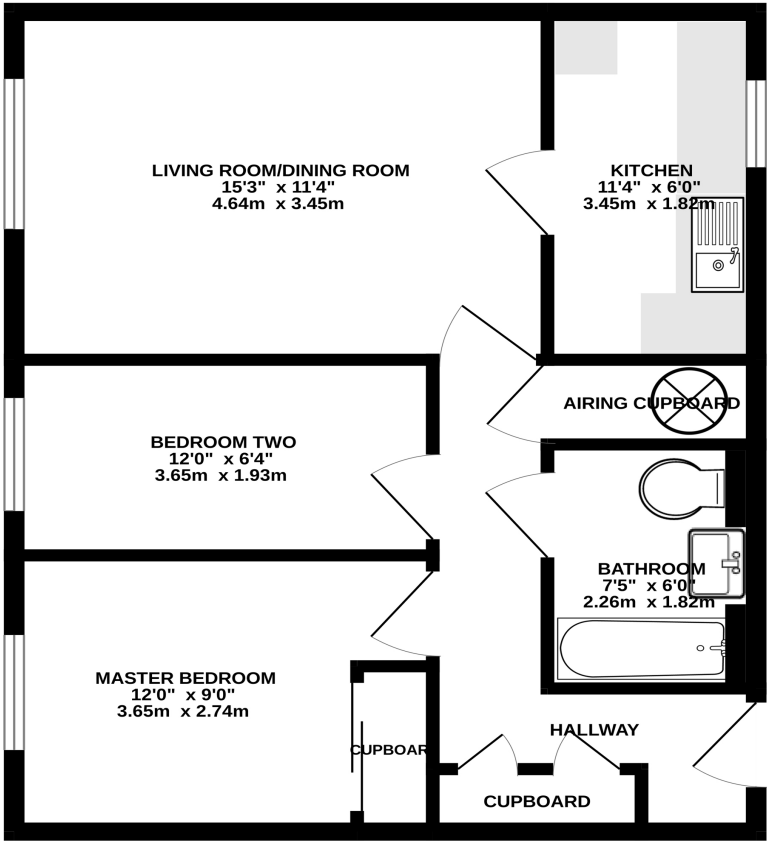 LIVING ROOM/DINING ROOM
15'3" x 11'4"
4.64m x 3.45m
KITCHEN
11'4" x 6'0"
3.45m x 1.82m
AIRING CUPBOARD
BEDROOM TWO
12'0" x 6'4"
3.65m x 1.93m
BATHROOM
7'5" x 6'0"
2.26m x 1.82m
MASTER BEDROOM
12'0" x 9'0"
3.65m x 2.74m
CUPBOAR
HALLWAY
CUPBOARD